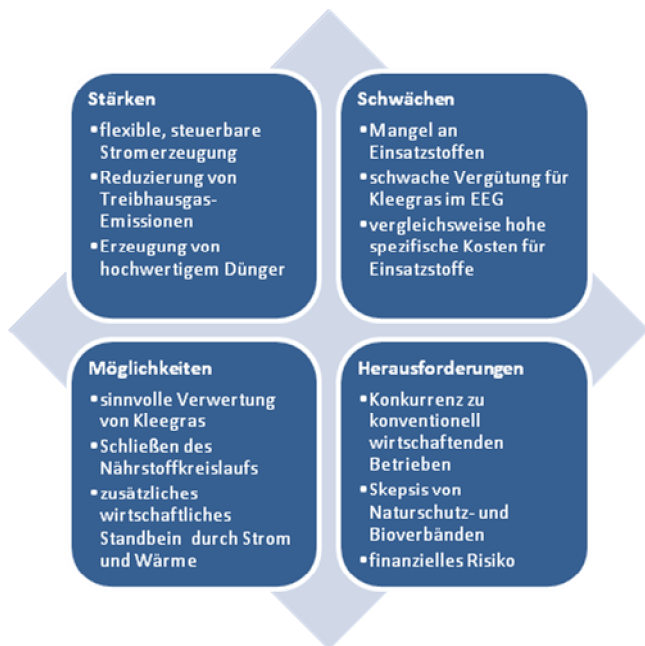 Stärken
•flexible, steuerbare
Stromerzeugung
•Reduzierung von
Treibhausgas-
Emissionen
•Erzeugung von
hochwertigem Dünger
Schwächen
•Mangel an
Einsatzstoffen
•schwache Vergütung für
Kleegras im EEG
•vergleichsweise hohe
spezifische Kosten für
Einsatzstoffe
Möglichkeiten
•sinnvolle Verwertung
von Kleegras
•Schließen des
Nährstoffkreislaufs
•zusätzliches
wirtschaftliches
Standbein durch Strom
und Wärme
Herausforderungen
•Konkurrenz zu
konventionell
wirtschaftenden
Betrieben
•Skepsis von
Naturschutz- und
Bioverbänden
•finanzielles Risiko